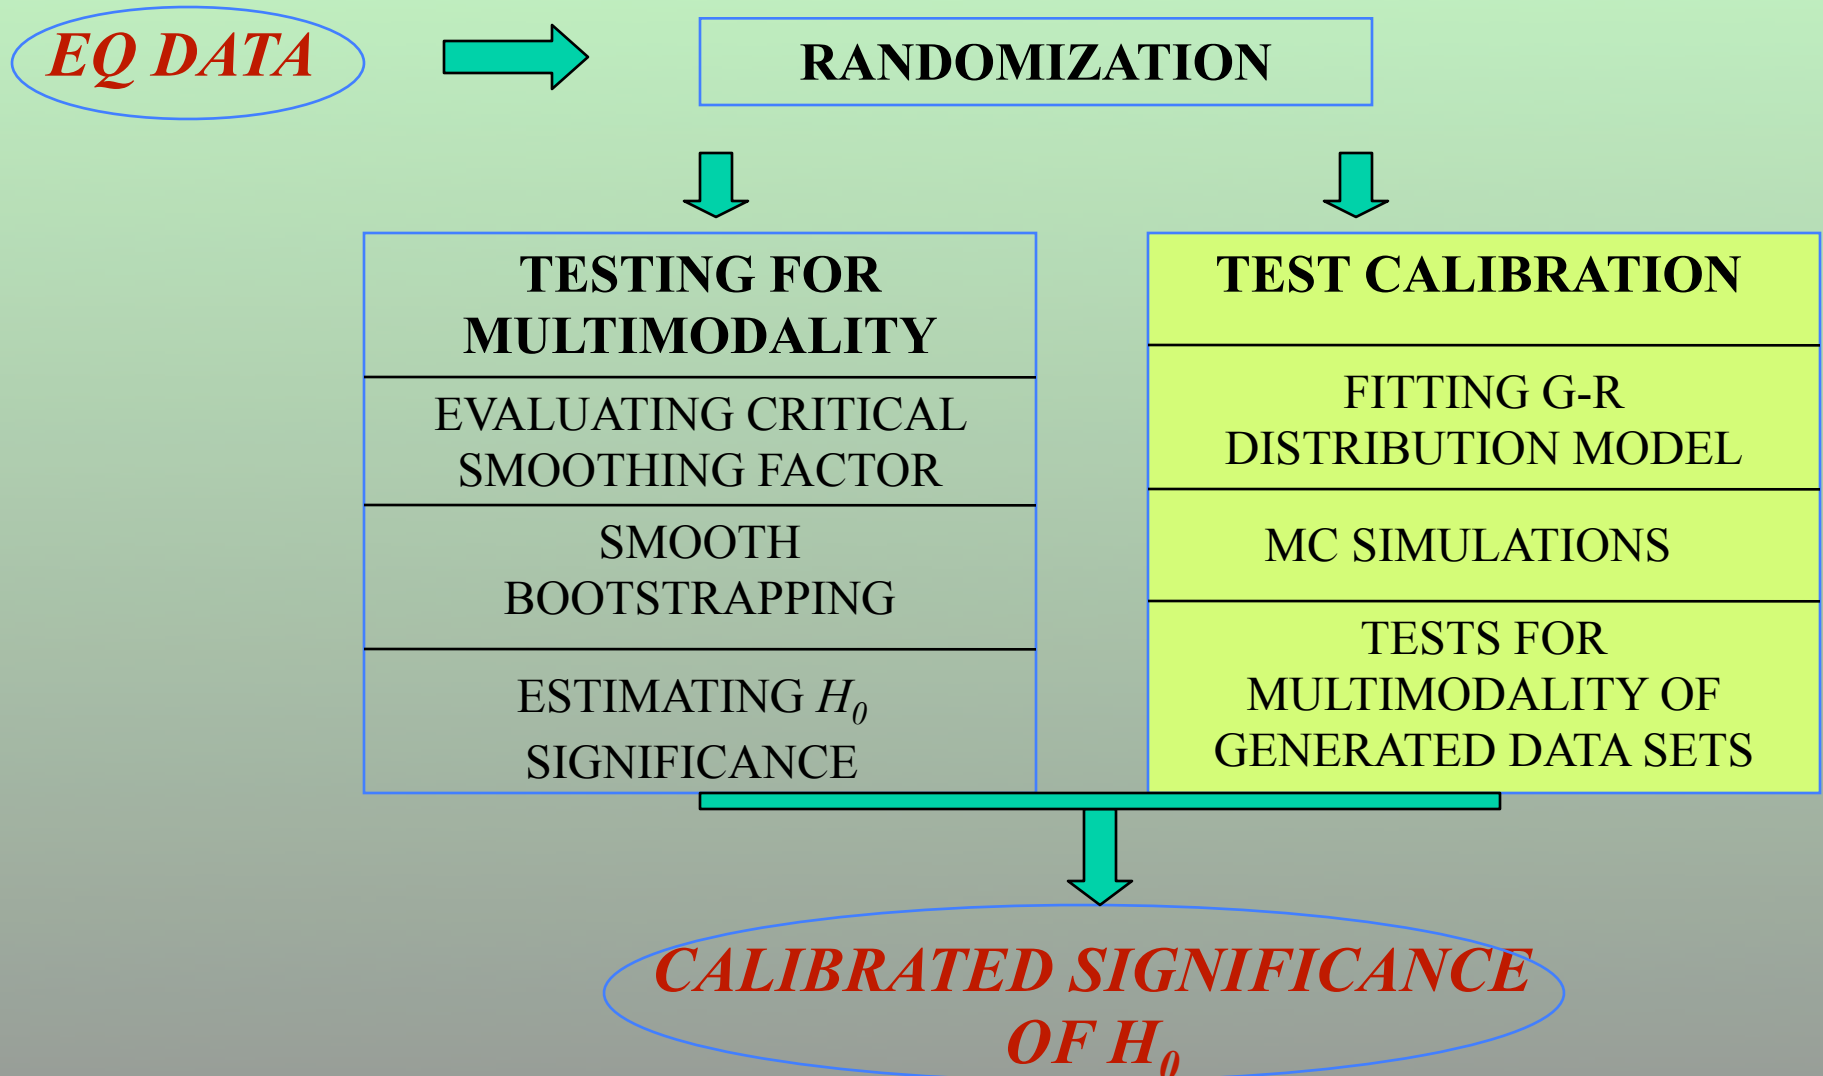 EQ DATA
RANDOMIZATION
TESTING FOR
MULTIMODALITY
EVALUATING CRITICAL
SMOOTHING FACTOR
SMOOTH
BOOTSTRAPPING
ESTIMATING H0
SIGNIFICANCE
TEST CALIBRATION
FITTING G-R
DISTRIBUTION MODEL
MC SIMULATIONS
TESTS FOR
MULTIMODALITY OF
GENERATED DATA SETS
CALIBRATED SIGNIFICANCE
OF H0